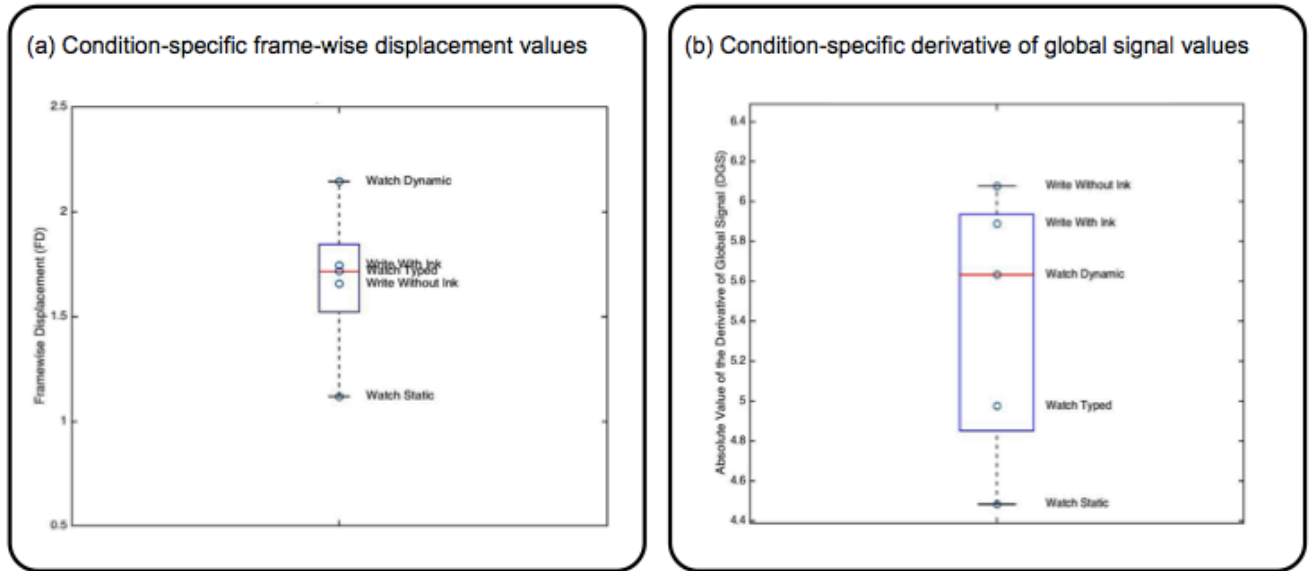 (a) Condition-specific frame-wise displacement values
2.5
2
1.5
1
0.5
Framewise Displacement (FD)
Watch Dynamic
Write With Ink
Watch Typed
Write Without Ink
Watch Static
(b) Condition-specific derivative of global signal values
6.4
6.2
6
5.8
5.6
5.4
5.2
5
4.8
4.6
4.4
Absolute Value of the Derivative of Global Signal (DGS)
Write Without Ink
Write With Ink
Watch Dynamic
Watch Typed
Watch Static